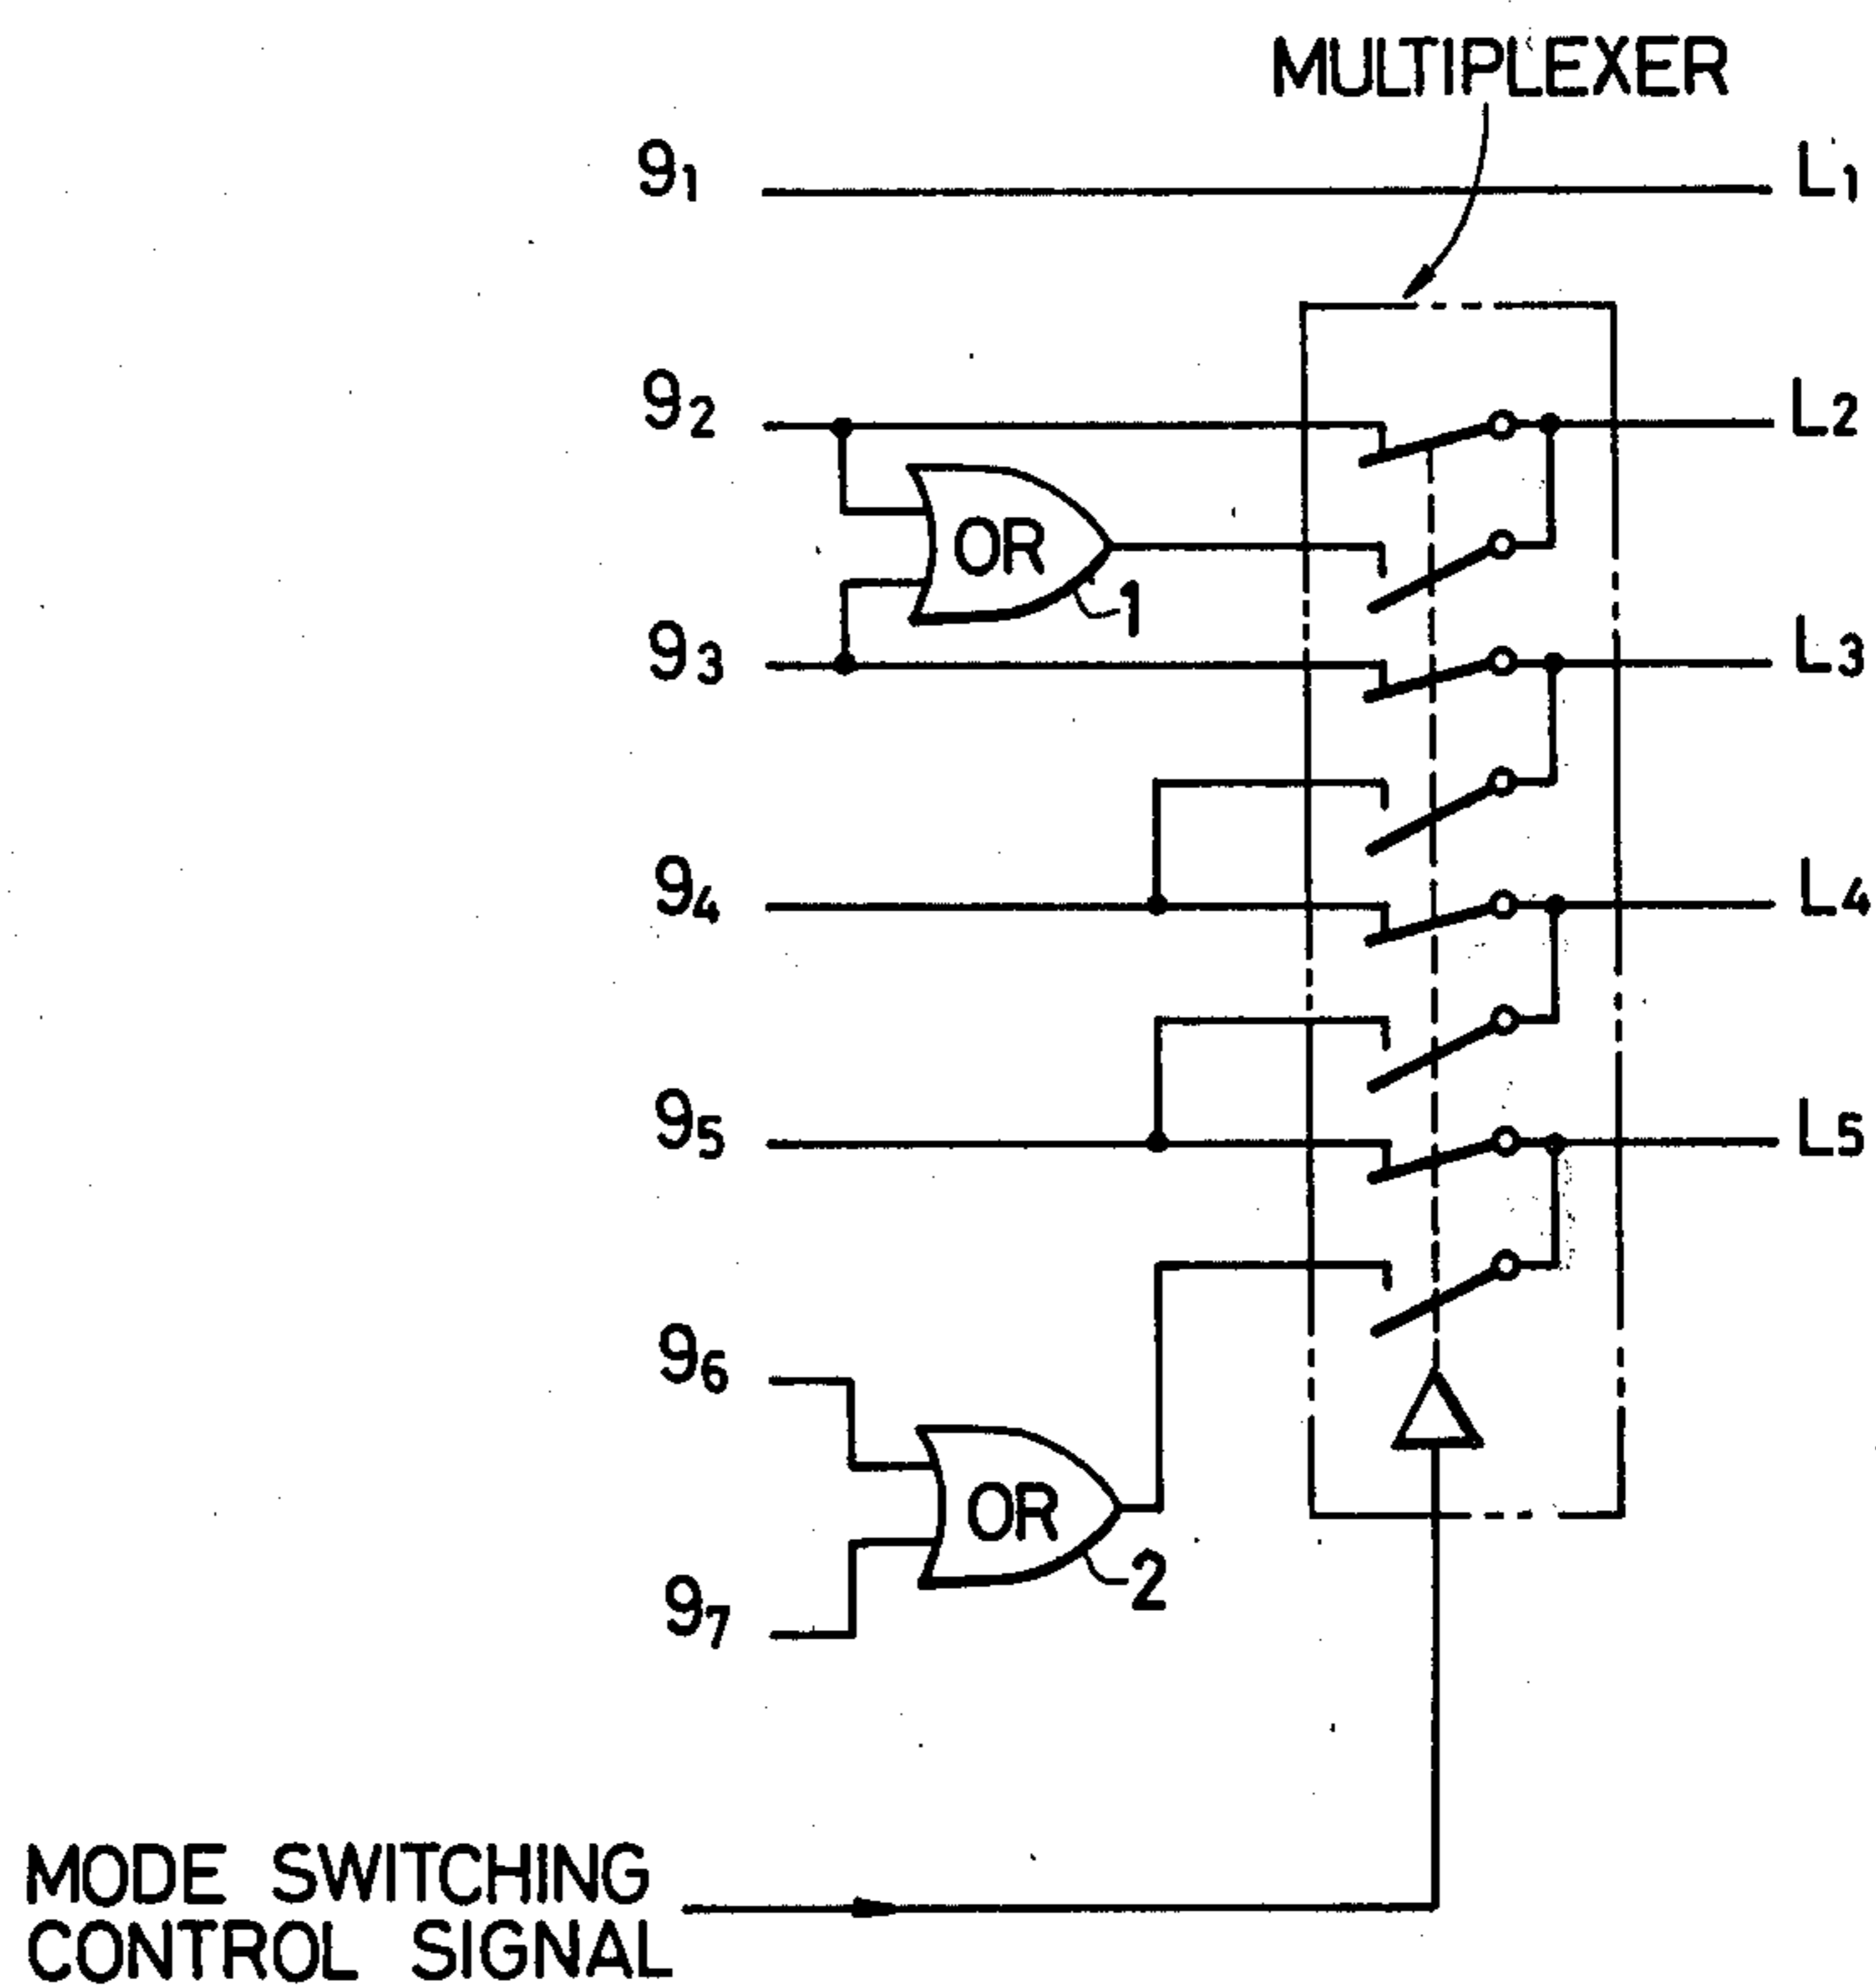 MULTIPLEXER
9₁ L₁
9₂ L₂
OR
1
9₃ L₃
9₄ L₄
9₅ L₅
9₆
OR
2
9₇
MODE SWITCHING
CONTROL SIGNAL